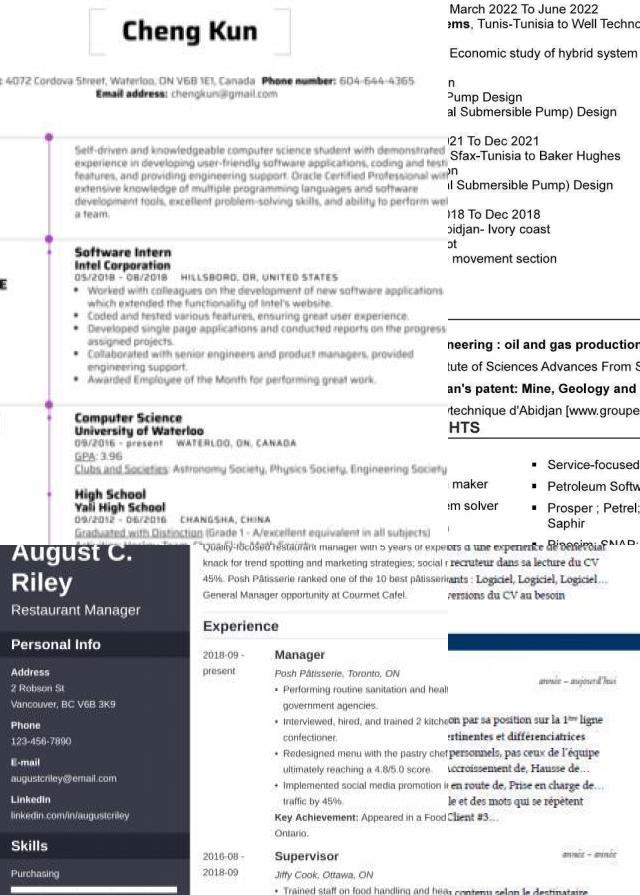 Cheng Kun
: 4072 Cordova Street, Waterloo, ON V6B 1E1, Canada Phone number: 604-644-4365
Email address: chengkun@gmail.com
Self-driven and knowledgeable computer science student with demonstrated
experience in developing user-friendly software applications, coding and testi
features, and providing engineering support. Oracle Certified Professional with
extensive knowledge of multiple programming languages and software
development tools, excellent problem-solving skills, and ability to perform wel
a team.
Software Intern
Intel Corporation
05/2018 - 08/2018 HILLSBORO, OR, UNITED STATES
• Worked with colleagues on the development of new software applications
which extended the functionality of Intel's website.
• Coded and tested various features, ensuring great user experience.
• Developed single page applications and conducted reports on the progress
assigned projects.
• Collaborated with senior engineers and product managers, provided
engineering support.
• Awarded Employee of the Month for performing great work.
Computer Science
University of Waterloo
09/2016 - present WATERLOO, ON, CANADA
GPA: 3.96
Clubs and Societies: Astronomy Society, Physics Society, Engineering Society
High School
Yali High School
09/2012 - 06/2016 CHANGSHA, CHINA
Graduated with Distinction (Grade 1 - A/excellent equivalent in all subjects)
March 2022 To June 2022
ems, Tunis-Tunisia to Well Techno
Economic study of hybrid system
n
Pump Design
al Submersible Pump) Design
021 To Dec 2021
Sfax-Tunisia to Baker Hughes
on
al Submersible Pump) Design
018 To Dec 2018
bidjan- Ivory coast
ot
movement section
neering : oil and gas production
tute of Sciences Advances From S
an's patent: Mine, Geology and
ytechnique d'Abidjan [www.groupe
HTS
▪ Service-focused
maker ▪ Petroleum Softw
em solver ▪ Prosper ; Petrel;
Saphir
August C.
Riley
Restaurant Manager
Personal Info
Address
2 Robson St
Vancouver, BC V6B 3K9
Phone
123-456-7890
E-mail
augustcriley@email.com
LinkedIn
linkedin.com/in/augustcriley
Skills
Purchasing
Quality-focused restaurant manager with 5 years of expe
knack for trend spotting and marketing strategies; social r
45%. Posh Pâtisserie ranked one of the 10 best pâtisseri
General Manager opportunity at Courmet Cafel.
Experience
2018-09 -
present
Manager
Posh Pâtisserie, Toronto, ON
• Performing routine sanitation and healt
government agencies.
• Interviewed, hired, and trained 2 kitche
confectioner.
• Redesigned menu with the pastry chef
ultimately reaching a 4.8/5.0 score.
• Implemented social media promotion i
traffic by 45%.
Key Achievement: Appeared in a Food
Ontario.
2016-08 -
2018-09
Supervisor
Jiffy Cook, Ottawa, ON
• Trained staff on food handling and hea
ors d'une expérience de bénévolat
recruteur dans sa lecture du CV
ants : Logiciel, Logiciel, Logiciel…
versions du CV au besoin
année – aujourd'hui
on par sa position sur la 1ère ligne
ertinentes et différenciatrices
personnels, pas ceux de l'équipe
Accroissement de, Hausse de…
en route de, Prise en charge de…
le et des mots qui se répètent
Client #3…
année – année
contenu selon le destinataire